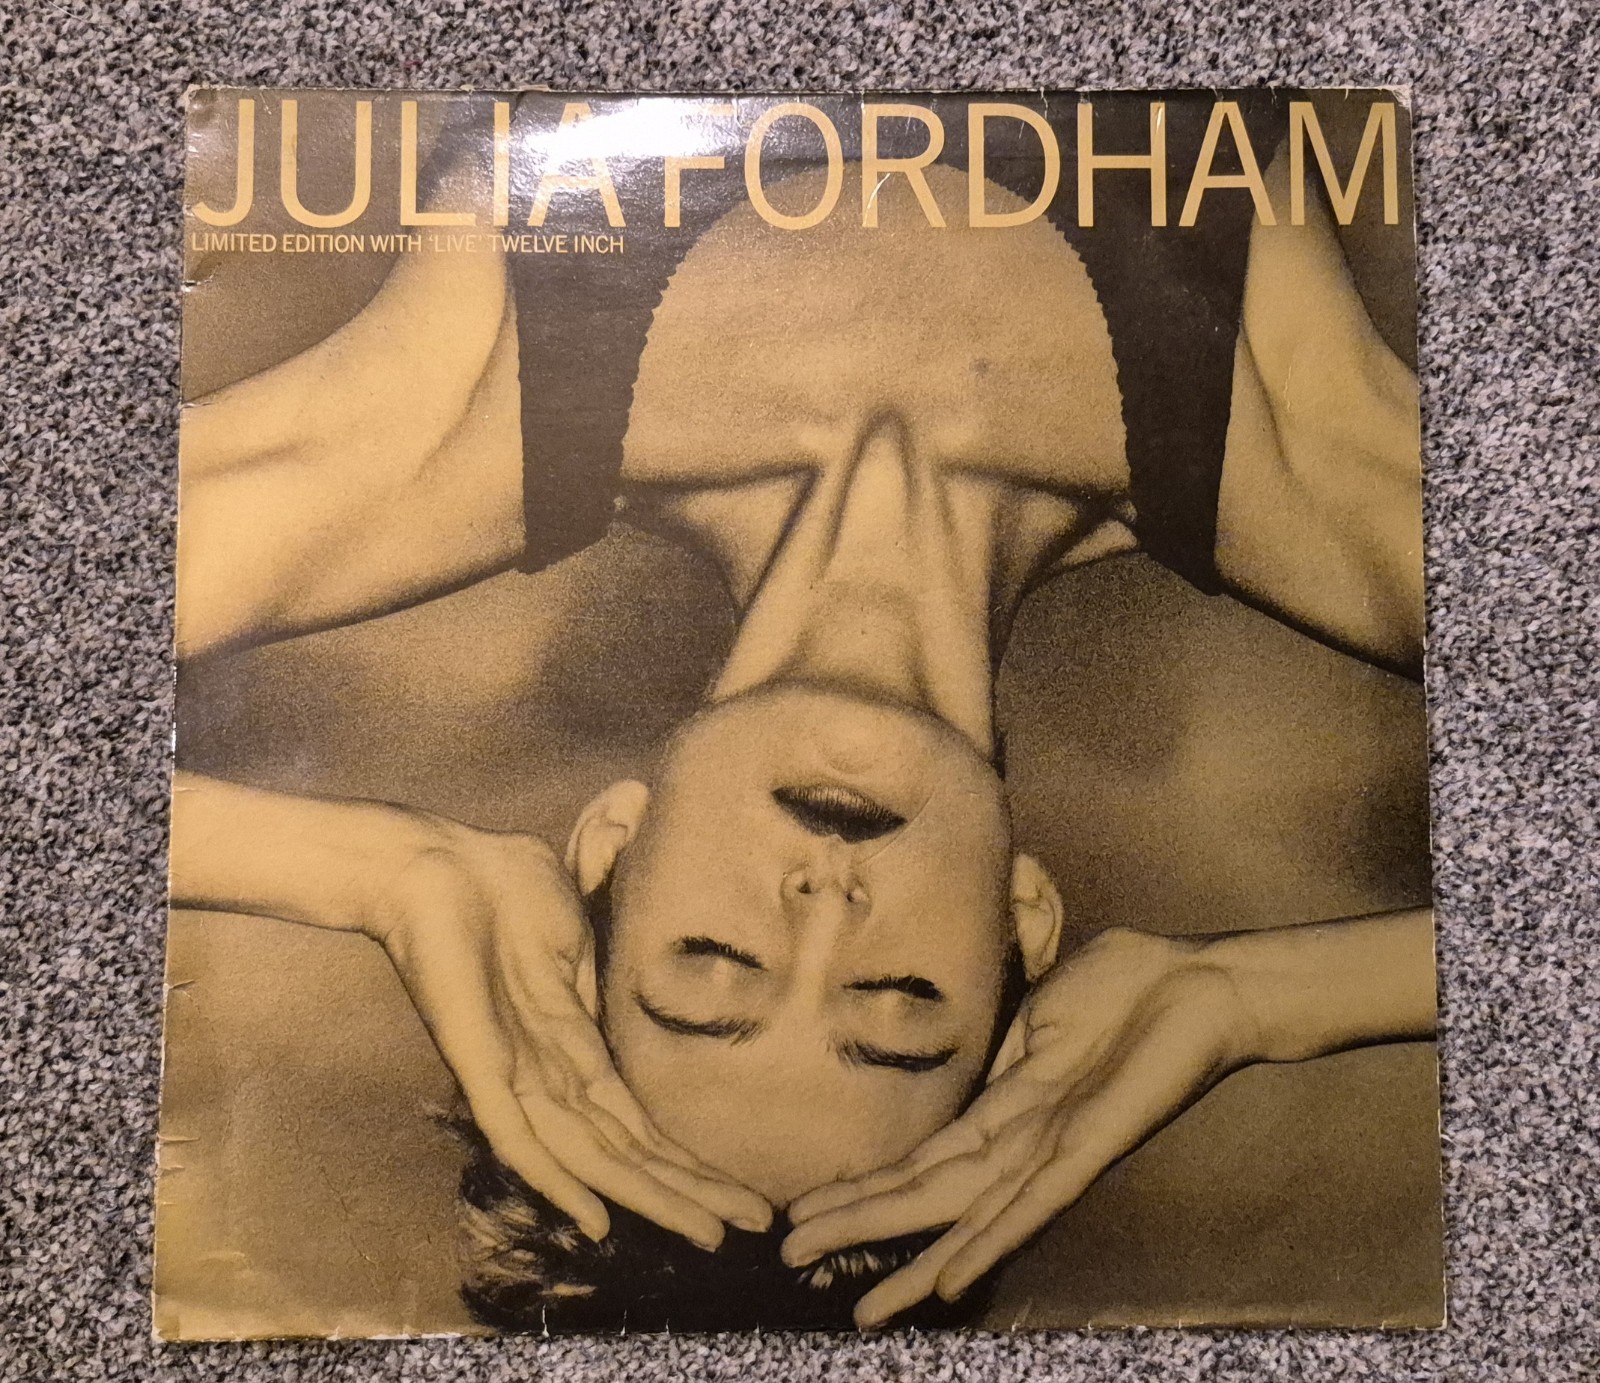 JULIA FORDHAM
LIMITED EDITION WITH 'LIVE' TWELVE INCH